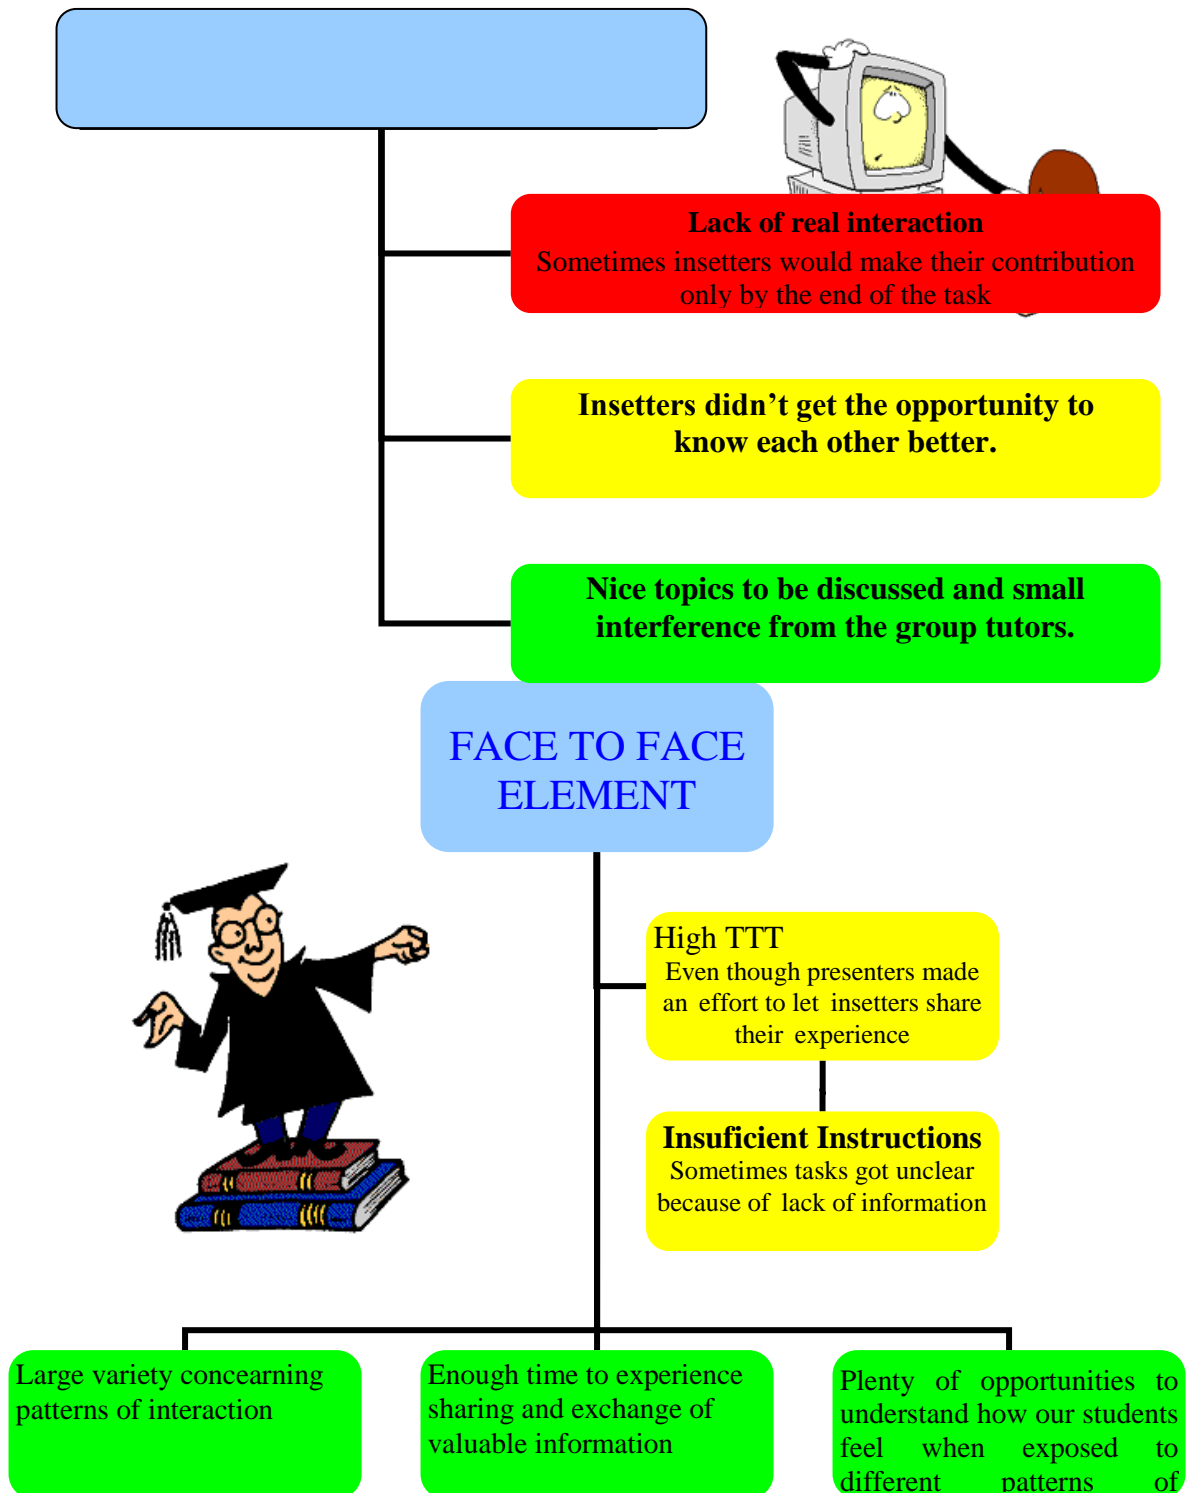 Lack of real interaction
Sometimes insetters would make their contribution
only by the end of the task
Insetters didn’t get the opportunity to
know each other better.
Nice topics to be discussed and small
interference from the group tutors.
FACE TO FACE
ELEMENT
High TTT
Even though presenters made
an effort to let insetters share
their experience
Insuficient Instructions
Sometimes tasks got unclear
because of lack of information
Large variety concearning
patterns of interaction
Enough time to experience
sharing and exchange of
valuable information
Plenty of opportunities to
understand how our students
feel when exposed to
different patterns of